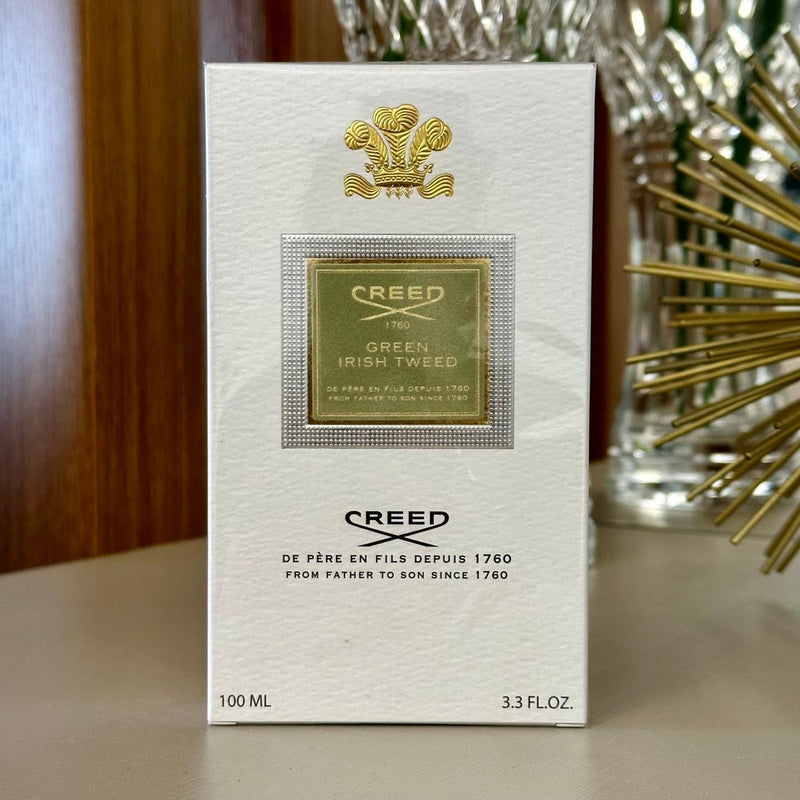 CREED
1760
GREEN
IRISH TWEED
DE PÈRE EN FILS DEPUIS 1760
FROM FATHER TO SON SINCE 1760
CREED
DE PÈRE EN FILS DEPUIS 1760
FROM FATHER TO SON SINCE 1760
100 ML
3.3 FL.OZ.